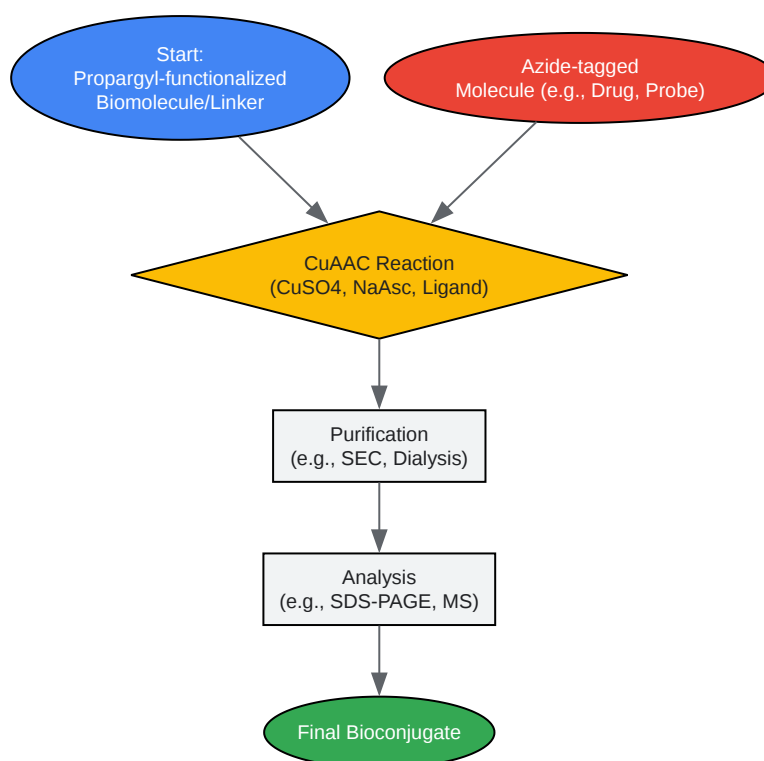 Start:
Propargyl-functionalized
Biomolecule/Linker
Azide-tagged
Molecule (e.g., Drug, Probe)
CuAAC Reaction
(CuSO4, NaAsc, Ligand)
Purification
(e.g., SEC, Dialysis)
Analysis
(e.g., SDS-PAGE, MS)
Final Bioconjugate